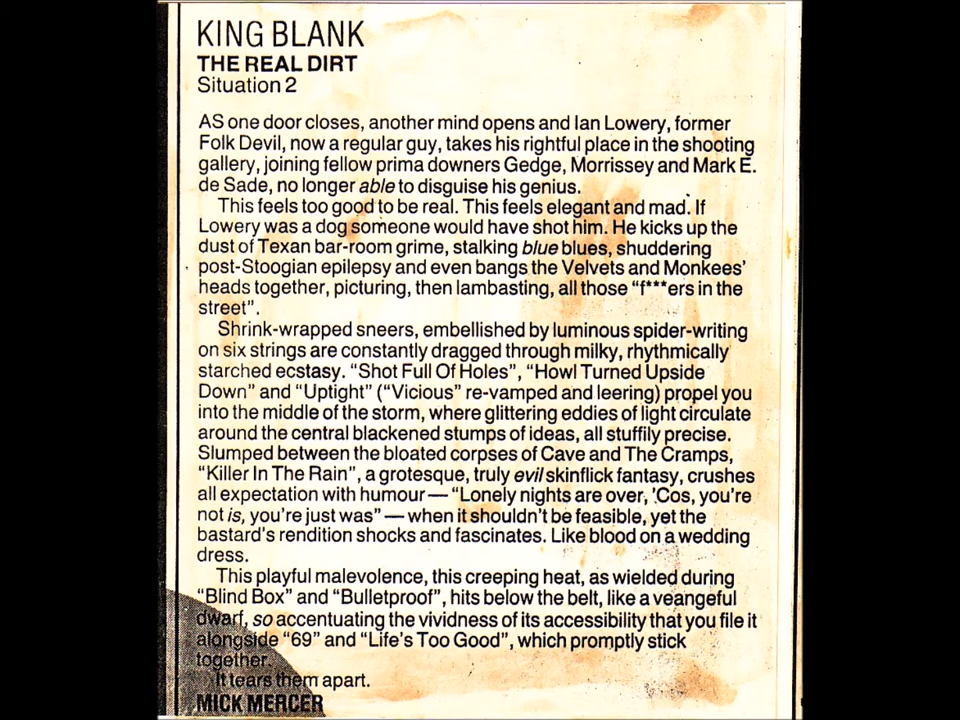 KING BLANK
THE REAL DIRT
Situation 2
AS one door closes, another mind opens and Ian Lowery, former
Folk Devil, now a regular guy, takes his rightful place in the shooting
gallery, joining fellow prima downers Gedge, Morrissey and Mark E.
de Sade, no longer able to disguise his genius.
This feels too good to be real. This feels elegant and mad. If
Lowery was a dog someone would have shot him. He kicks up the
dust of Texan bar-room grime, stalking blue blues, shuddering
post-Stoogian epilepsy and even bangs the Velvets and Monkees'
heads together, picturing, then lambasting, all those "f***ers in the
street".
Shrink-wrapped sneers, embellished by luminous spider-writing
on six strings are constantly dragged through milky, rhythmically
starched ecstasy. "Shot Full Of Holes", "Howl Turned Upside
Down" and "Uptight" ("Vicious" re-vamped and leering) propel you
into the middle of the storm, where glittering eddies of light circulate
around the central blackened stumps of ideas, all stuffily precise.
Slumped between the bloated corpses of Cave and The Cramps,
"Killer In The Rain", a grotesque, truly evil skinflick fantasy, crushes
all expectation with humour — "Lonely nights are over, 'Cos, you're
not is, you're just was" — when it shouldn't be feasible, yet the
bastard's rendition shocks and fascinates. Like blood on a wedding
dress.
This playful malevolence, this creeping heat, as wielded during
"Blind Box" and "Bulletproof", hits below the belt, like a veangeful
dwarf, so accentuating the vividness of its accessibility that you file it
alongside "69" and "Life's Too Good", which promptly stick
together.
It tears them apart.
MICK MERCER